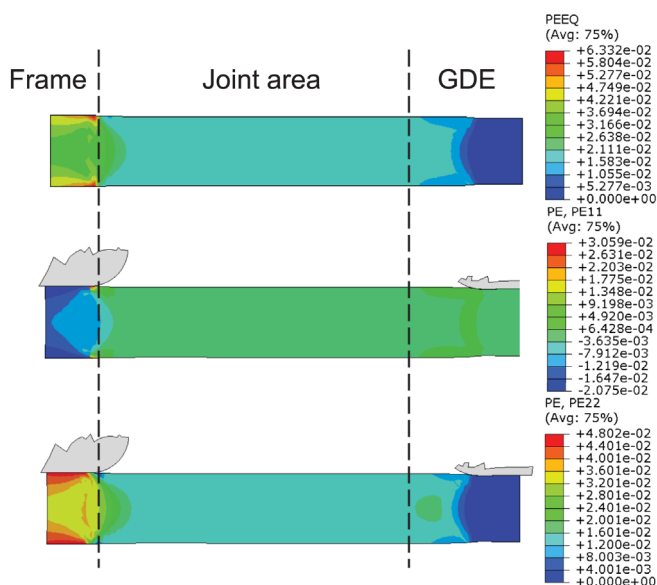 Frame
Joint area
GDE
PEEQ
(Avg: 75%)
+6.332e-02
+5.804e-02
+5.277e-02
+4.749e-02
+4.221e-02
+3.694e-02
+3.166e-02
+2.638e-02
+2.111e-02
+1.583e-02
+1.055e-02
+5.277e-03
+0.000e+00
PE, PE11
(Avg: 75%)
+3.059e-02
+2.631e-02
+2.203e-02
+1.775e-02
+1.348e-02
+9.198e-03
+4.920e-03
+6.428e-04
-3.635e-03
-7.912e-03
-1.219e-02
-1.647e-02
-2.075e-02
PE, PE22
(Avg: 75%)
+4.802e-02
+4.401e-02
+4.001e-02
+3.601e-02
+3.201e-02
+2.801e-02
+2.401e-02
+2.001e-02
+1.601e-02
+1.200e-02
+8.003e-03
+4.001e-03
+0.000e+00